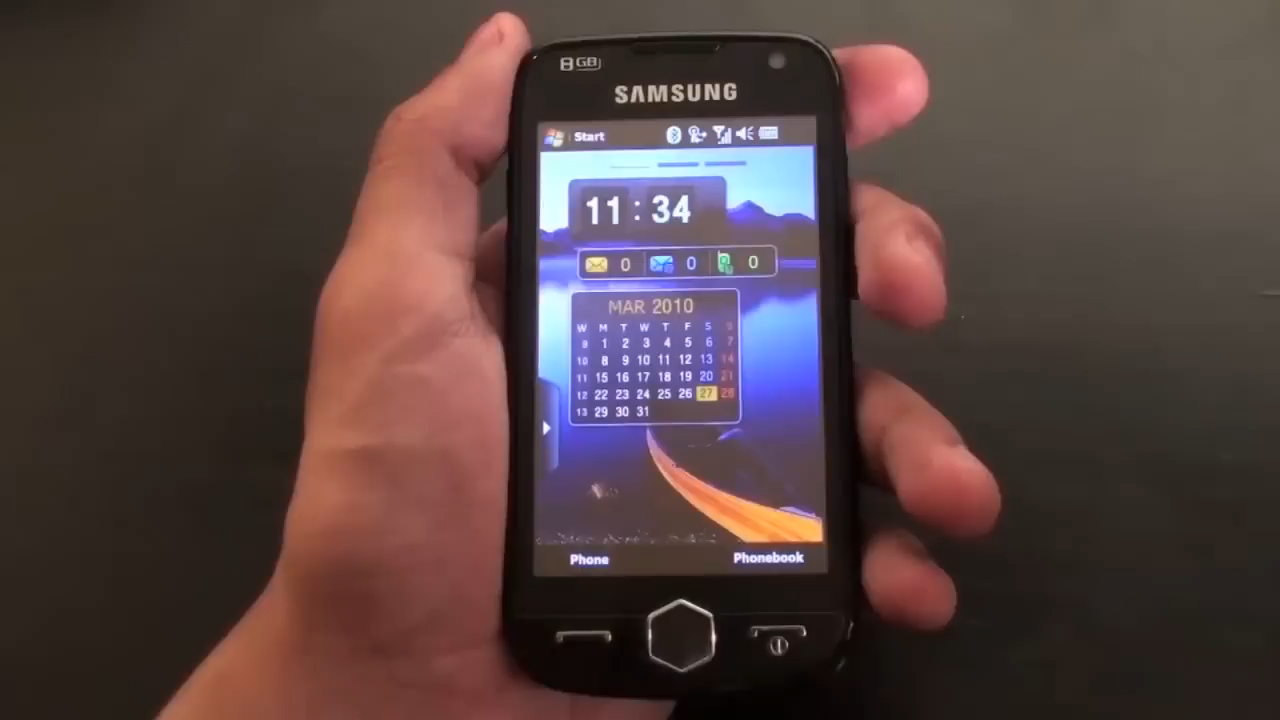 8 GB
SAMSUNG
Start
11:34
0 0 0
MAR 2010
W M T W T F S S
9 1 2 3 4 5 6 7
10 8 9 10 11 12 13 14
11 15 16 17 18 19 20 21
12 22 23 24 25 26 27 28
13 29 30 31
Phone Phonebook